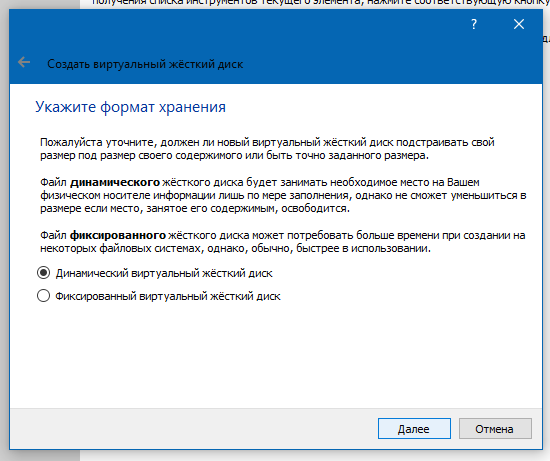 получения списка инструментов текущего элемента, нажмите соответствующую кнопку
?
Создать виртуальный жёсткий диск
Укажите формат хранения
Пожалуйста уточните, должен ли новый виртуальный жёсткий диск подстраивать свой
размер под размер своего содержимого или быть точно заданного размера.
Файл динамического жёсткого диска будет занимать необходимое место на Вашем
физическом носителе информации лишь по мере заполнения, однако не сможет уменьшиться в
размере если место, занятое его содержимым, освободится.
Файл фиксированного жёсткого диска может потребовать больше времени при создании на
некоторых файловых системах, однако, обычно, быстрее в использовании.
Динамический виртуальный жёсткий диск
Фиксированный виртуальный жёсткий диск
Далее
Отмена